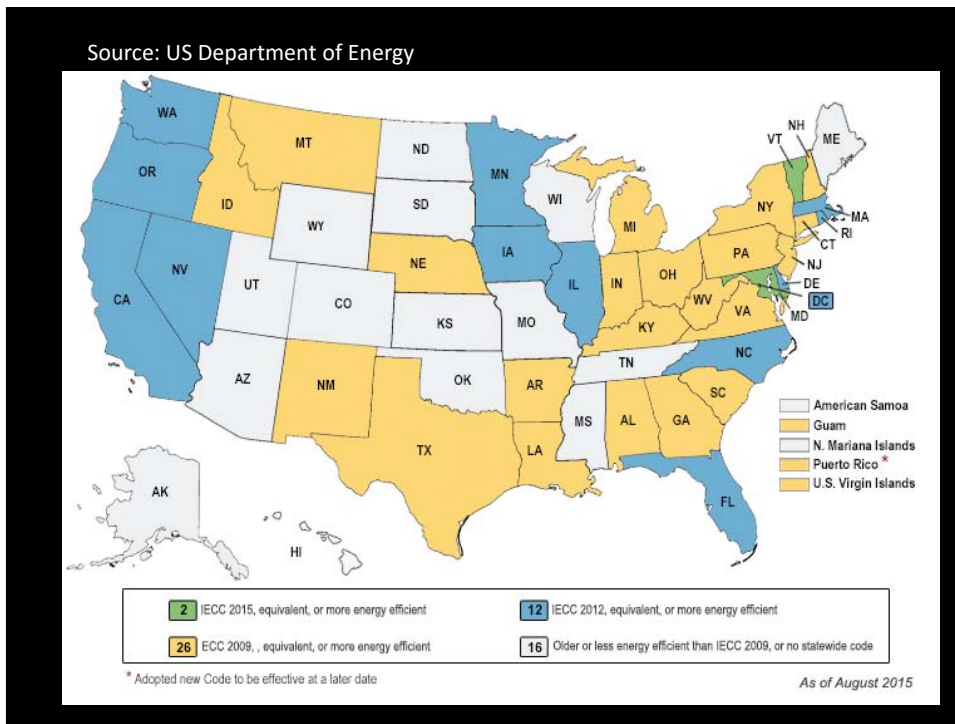 Source: US Department of Energy
WA
MT
ND
MN
VT
NH
ME
OR
ID
SD
WI
NY
MA
WY
MI
RI
CT
NV
NE
IA
PA
NJ
CA
UT
IL
IN
OH
DE
DC
CO
WV
VA
MD
KS
MO
KY
NC
AZ
NM
OK
TN
AR
SC
MS
AL
GA
TX
LA
FL
AK
HI
American Samoa
Guam
N. Mariana Islands
Puerto Rico *
U.S. Virgin Islands
2 IECC 2015, equivalent, or more energy efficient
12 IECC 2012, equivalent, or more energy efficient
26 ECC 2009, , equivalent, or more energy efficient
16 Older or less energy efficient than IECC 2009, or no statewide code
* Adopted new Code to be effective at a later date
As of August 2015